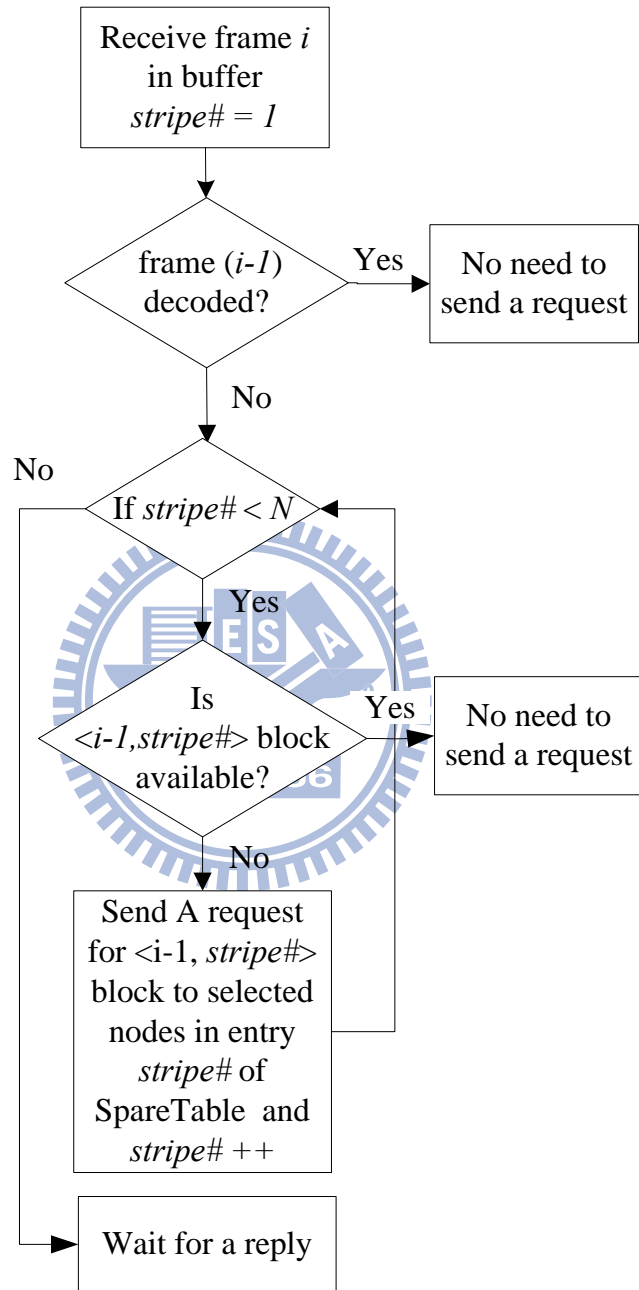 Receive frame i
in buffer
stripe# = 1
frame (i-1)
decoded?
Yes
No need to
send a request
No
No
If stripe# < N
Yes
ES
A
Is
<i-1,stripe#> block
available?
Yes
No need to
send a request
No
Send A request
for <i-1, stripe#>
block to selected
nodes in entry
stripe# of
SpareTable and
stripe# ++
Wait for a reply